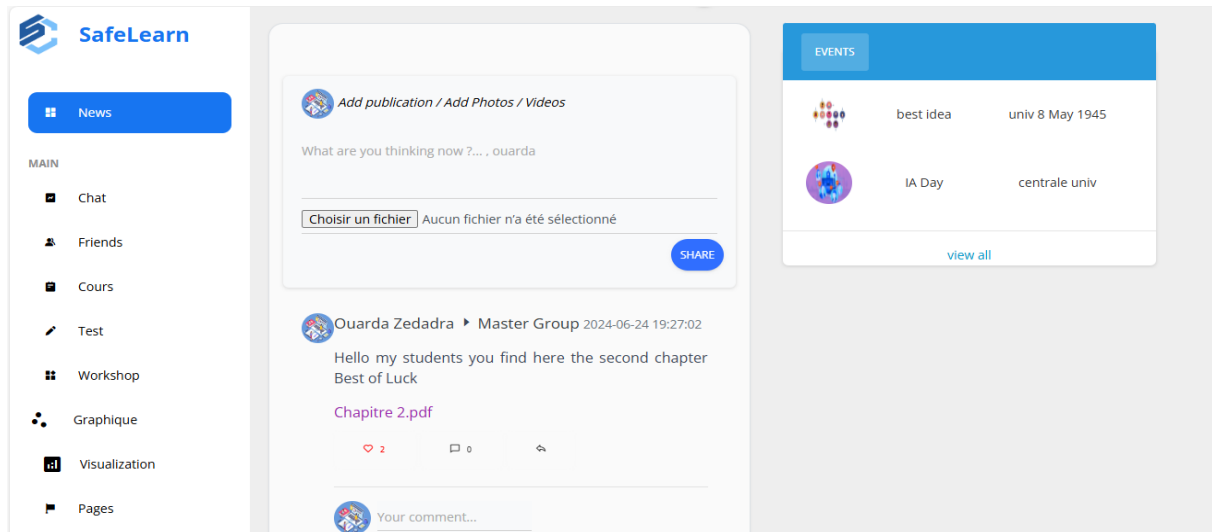 SafeLearn
News
MAIN
Chat
Friends
Cours
Test
Workshop
Graphique
Visualization
Pages
Add publication / Add Photos / Videos
What are you thinking now ?... , ouarda
Choisir un fichier Aucun fichier n'a été sélectionné
SHARE
Ouarda Zedadra Master Group 2024-06-24 19:27:02
Hello my students you find here the second chapter
Best of Luck
Chapitre 2.pdf
2 0
Your comment...
EVENTS
best idea univ 8 May 1945
IA Day centrale univ
view all